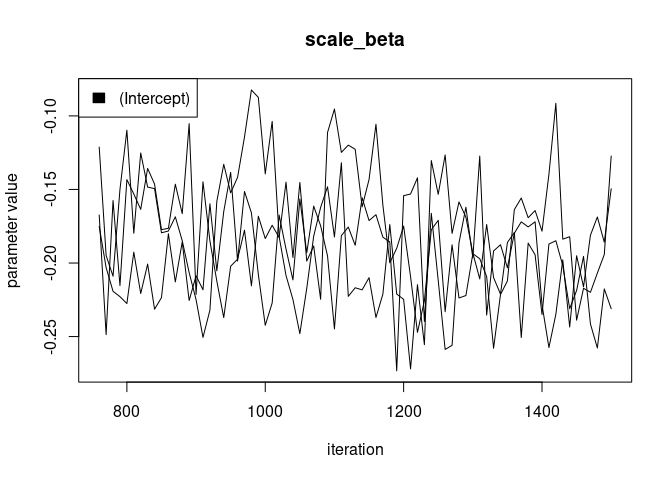 scale_beta
(Intercept)
-0.10
-0.15
-0.20
-0.25
parameter value
800
1000
1200
1400
iteration